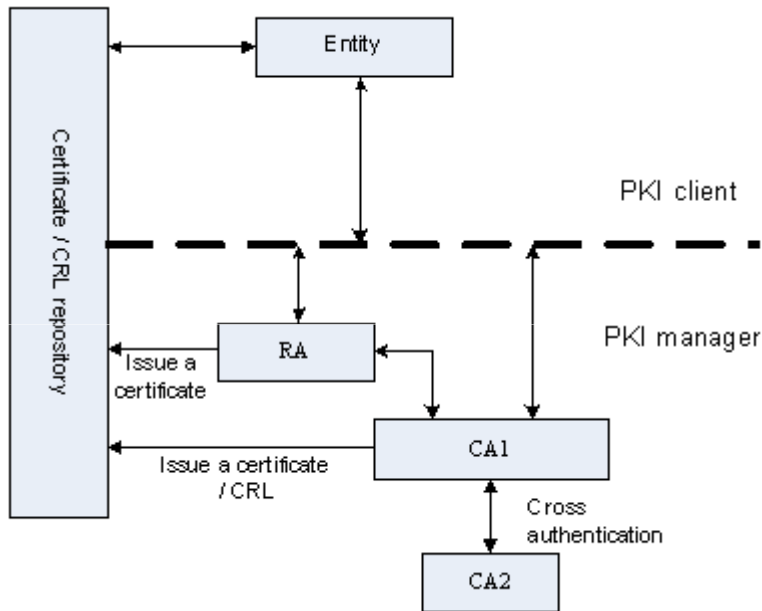 Entity
Certificate / CRL repository
PKI client
PKI manager
RA
Issue a
certificate
CA1
Issue a certificate
/ CRL
Cross
authentication
CA2